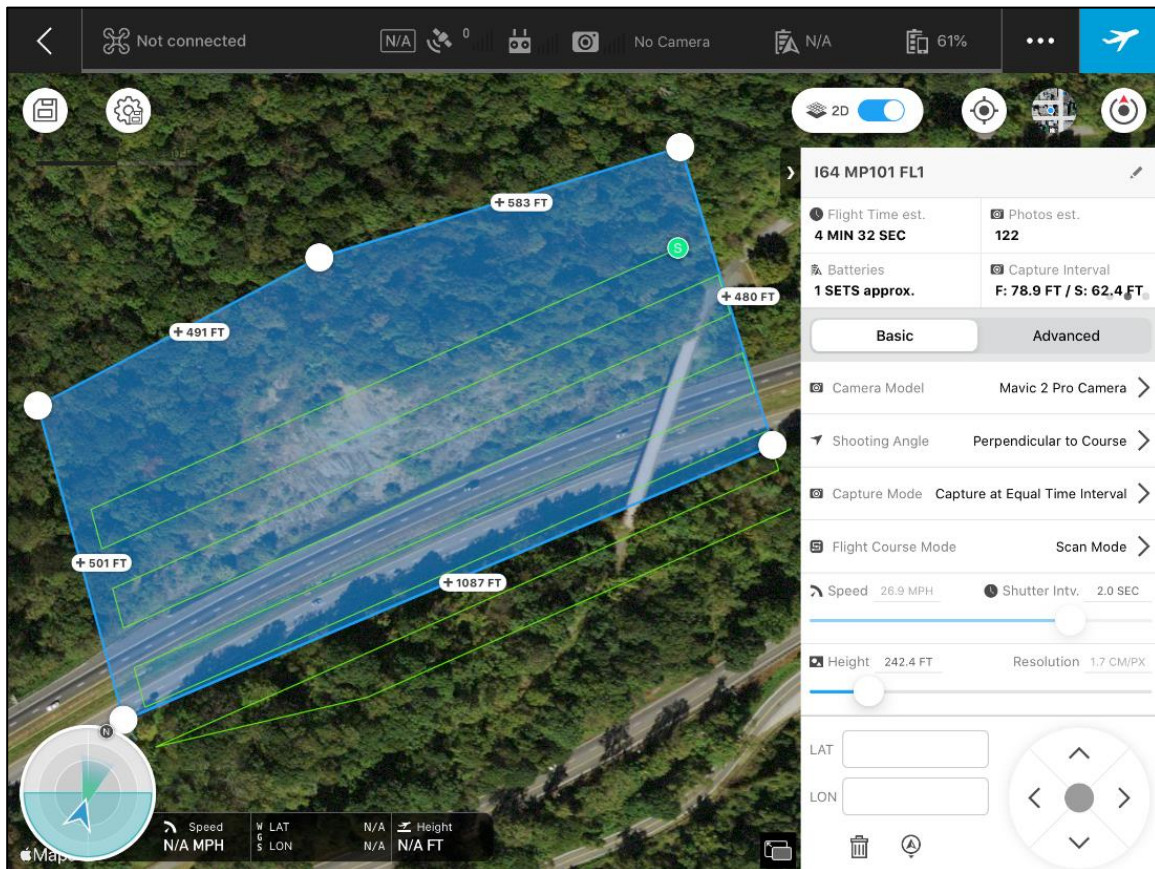 Not connected N/A 0 No Camera N/A 61%
2D
I64 MP101 FL1
Flight Time est. Photos est.
4 MIN 32 SEC 122
Batteries Capture Interval
1 SETS approx. F: 78.9 FT / S: 62.4 FT
Basic Advanced
Camera Model Mavic 2 Pro Camera
Shooting Angle Perpendicular to Course
Capture Mode Capture at Equal Time Interval
Flight Course Mode Scan Mode
Speed 26.9 MPH Shutter Intv. 2.0 SEC
Height 242.4 FT Resolution 1.7 CM/PX
LAT
LON
+ 583 FT
S
+ 480 FT
+ 491 FT
+ 501 FT
+ 1087 FT
N
Speed WGS LAT N/A Height
N/A MPH LON N/A N/A FT
Maps